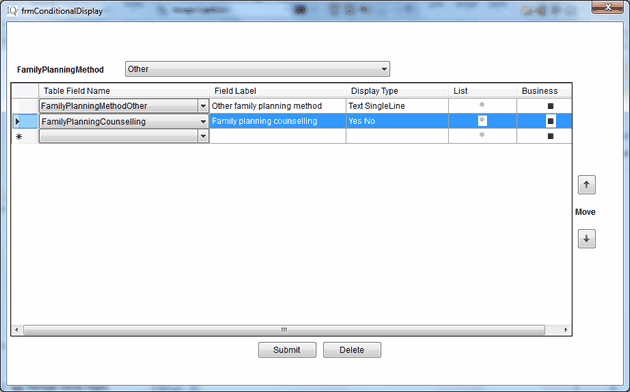 frmConditionalDisplay
FamilyPlanningMethod Other
Table Field Name Field Label Display Type List Business
FamilyPlanningMethodOther Other family planning method Text SingleLine
FamilyPlanningCounselling Family planning counselling Yes No
Move
Submit Delete